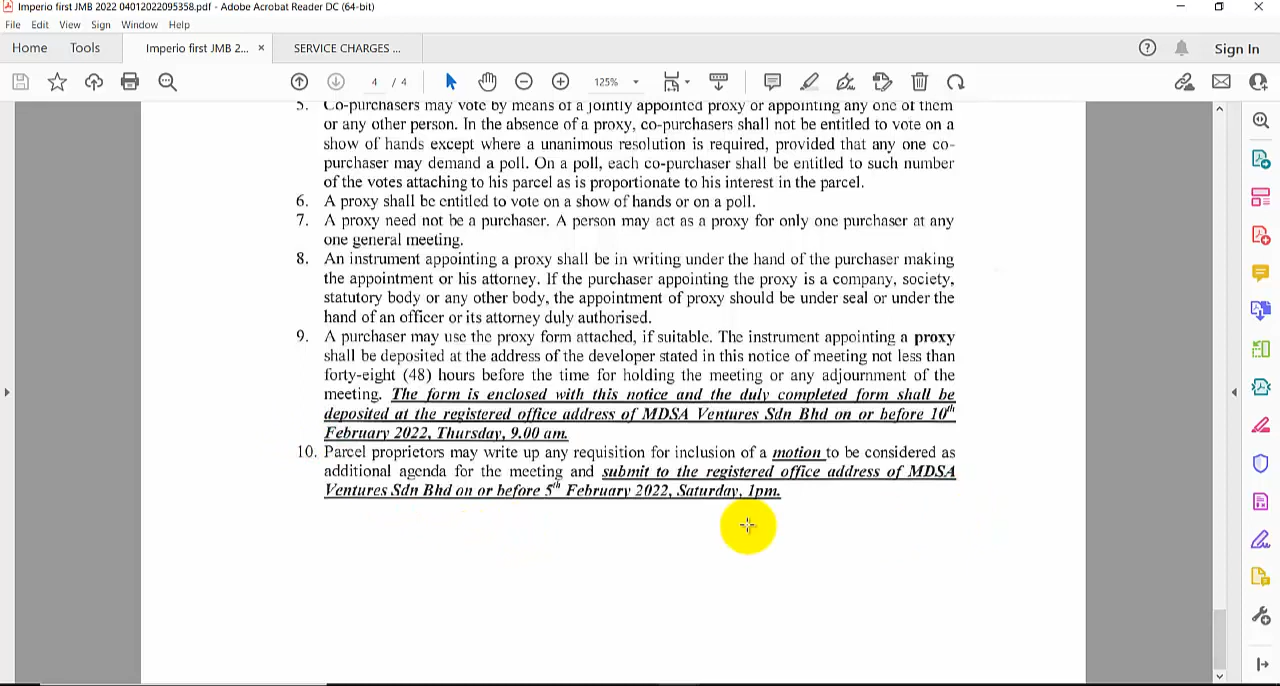 Imperio first JMB 2022 04012022095358.pdf - Adobe Acrobat Reader DC (64-bit)
File Edit View Sign Window Help
Home Tools Imperio first JMB 2... × SERVICE CHARGES ... Sign In
4 / 4 125%
5. Co-purchasers may vote by means of a jointly appointed proxy or appointing any one of them
or any other person. In the absence of a proxy, co-purchasers shall not be entitled to vote on a
show of hands except where a unanimous resolution is required, provided that any one co-
purchaser may demand a poll. On a poll, each co-purchaser shall be entitled to such number
of the votes attaching to his parcel as is proportionate to his interest in the parcel.
6. A proxy shall be entitled to vote on a show of hands or on a poll.
7. A proxy need not be a purchaser. A person may act as a proxy for only one purchaser at any
one general meeting.
8. An instrument appointing a proxy shall be in writing under the hand of the purchaser making
the appointment or his attorney. If the purchaser appointing the proxy is a company, society,
statutory body or any other body, the appointment of proxy should be under seal or under the
hand of an officer or its attorney duly authorised.
9. A purchaser may use the proxy form attached, if suitable. The instrument appointing a proxy
shall be deposited at the address of the developer stated in this notice of meeting not less than
forty-eight (48) hours before the time for holding the meeting or any adjournment of the
meeting. The form is enclosed with this notice and the duly completed form shall be
deposited at the registered office address of MDSA Ventures Sdn Bhd on or before 10th
February 2022, Thursday, 9.00 am.
10. Parcel proprietors may write up any requisition for inclusion of a motion to be considered as
additional agenda for the meeting and submit to the registered office address of MDSA
Ventures Sdn Bhd on or before 5th February 2022, Saturday, 1pm.